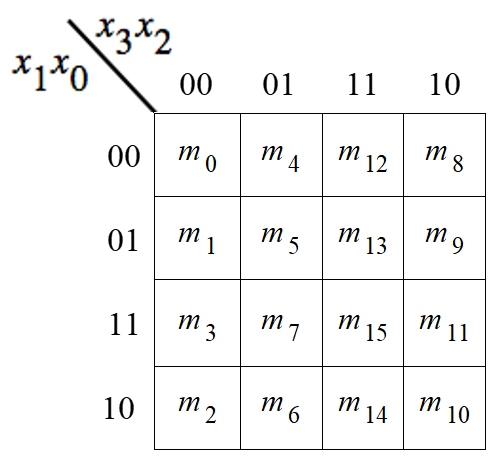 x₃x₂
x₁x₀
00 01 11 10
00 m₀ m₄ m₁₂ m₈
01 m₁ m₅ m₁₃ m₉
11 m₃ m₇ m₁₅ m₁₁
10 m₂ m₆ m₁₄ m₁₀